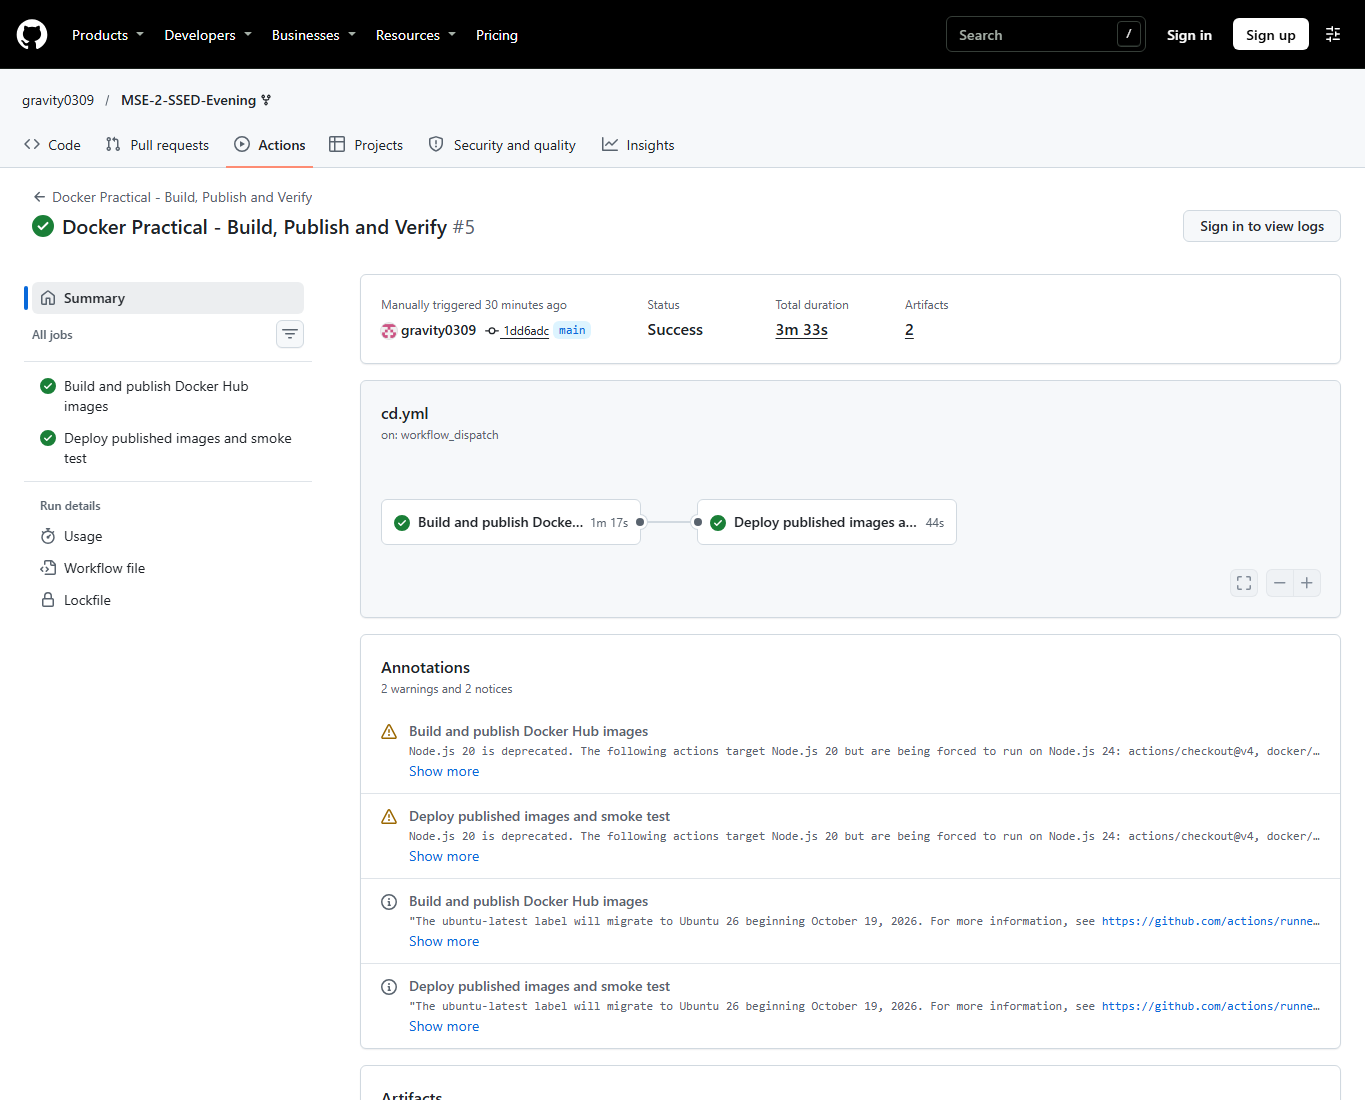 Products Developers Businesses Resources Pricing Search / Sign in Sign up
gravity0309 / MSE-2-SSED-Evening
Code Pull requests Actions Projects Security and quality Insights
Docker Practical - Build, Publish and Verify
Docker Practical - Build, Publish and Verify #5
Sign in to view logs
Summary
All jobs
Build and publish Docker Hub
images
Deploy published images and smoke
test
Run details
Usage
Workflow file
Lockfile
Manually triggered 30 minutes ago
gravity0309 1dd6adc main
Status
Success
Total duration
3m 33s
Artifacts
2
cd.yml
on: workflow_dispatch
Build and publish Docke... 1m 17s
Deploy published images a... 44s
Annotations
2 warnings and 2 notices
Build and publish Docker Hub images
Node.js 20 is deprecated. The following actions target Node.js 20 but are being forced to run on Node.js 24: actions/checkout@v4, docker/…
Show more
Deploy published images and smoke test
Node.js 20 is deprecated. The following actions target Node.js 20 but are being forced to run on Node.js 24: actions/checkout@v4, docker/…
Show more
Build and publish Docker Hub images
"The ubuntu-latest label will migrate to Ubuntu 26 beginning October 19, 2026. For more information, see https://github.com/actions/runne…
Show more
Deploy published images and smoke test
"The ubuntu-latest label will migrate to Ubuntu 26 beginning October 19, 2026. For more information, see https://github.com/actions/runne…
Show more
Artifacts